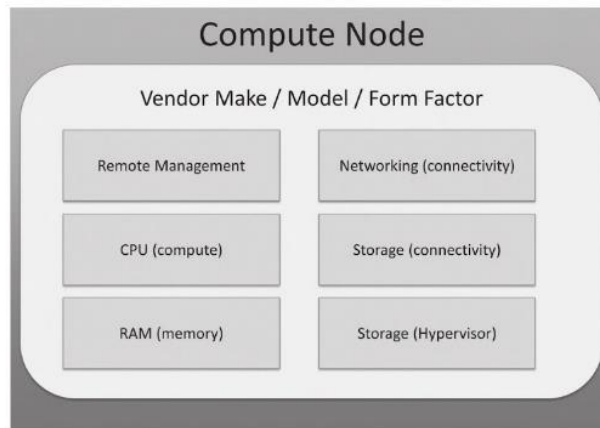 Compute Node
Vendor Make / Model / Form Factor
Remote Management
Networking (connectivity)
CPU (compute)
Storage (connectivity)
RAM (memory)
Storage (Hypervisor)